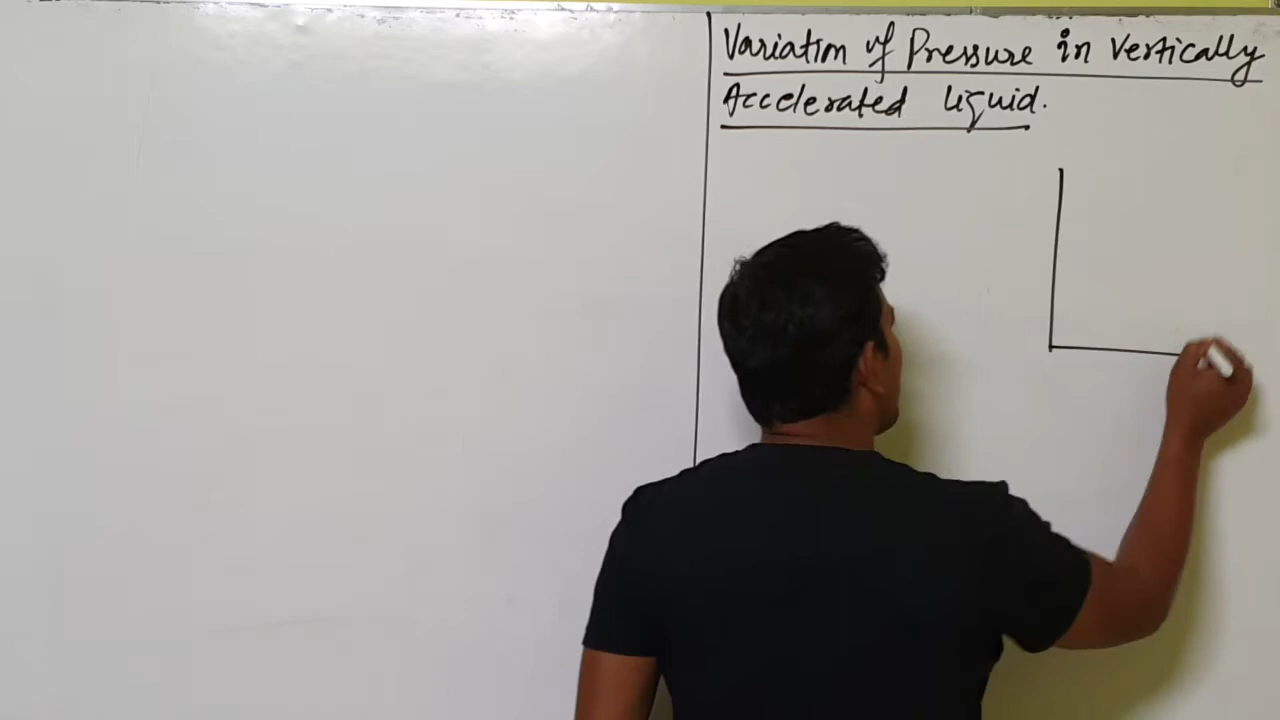 Variation of Pressure in Vertically
Accelerated liquid.